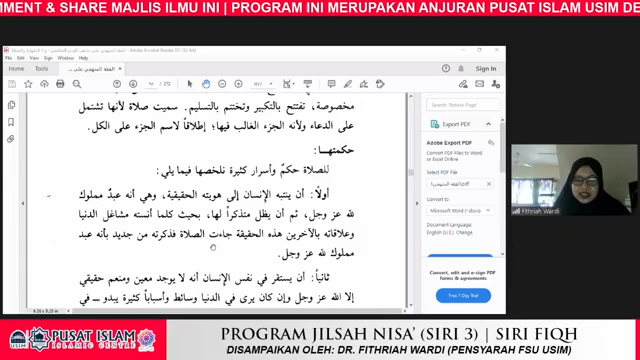 OMMENT & SHARE MAJLIS ILMU INI | PROGRAM INI MERUPAKAN ANJURAN PUSAT ISLAM USIM DE
Adobe Acrobat Reader DC
File Edit View Sign Window Help
Home Tools
الفقه المنهجي على ...
Sign In
مخصوصة، تفتتح بالتكبير وتختتم بالتسليم. سميت صلاة لأنها تشتمل
على الدعاء ولأنه الجزء الغالب فيها؛ إطلاقاً لاسم الجزء على الكل.
حكمتهـا:
للصلاة حكمٌ وأسرار كثيرة نلخصها فيما يلي:
أولاً: أن يتنبه الإنسان إلى هويته الحقيقية، وهي أنه عبدٌ مملوك
لله عز وجل، ثم أن يظل متذكراً لها، بحيث كلما أنسته مشاغل الدنيا
وعلاقاته بالآخرين هذه الحقيقة جاءت الصلاة فذكرته من جديد بأنه عبد
مملوك لله عز وجل.
ثانياً: أن يستقر في نفس الإنسان أنه لا يوجد معين ومنعم حقيقي
إلا الله عز وجل وإن كان يرى في الدنيا وسائط وأسباباً كثيرة يبدو ــ في
Export PDF
Adobe Export PDF
Convert PDF Files to Word
or Excel Online
Select PDF File
Convert to
Microsoft Word (*.docx)
Document Language:
English (U.S.) Change
Convert, edit and e-sign PDF
forms & agreements
Free 7-Day Trial
Fithriah Wardi
PUSAT ISLAM
ISLAMIC CENTRE
PROGRAM JILSAH NISA' (SIRI 3) | SIRI FIQH
DISAMPAIKAN OLEH: DR. FITHRIAH WARDI (PENSYARAH FSU USIM)